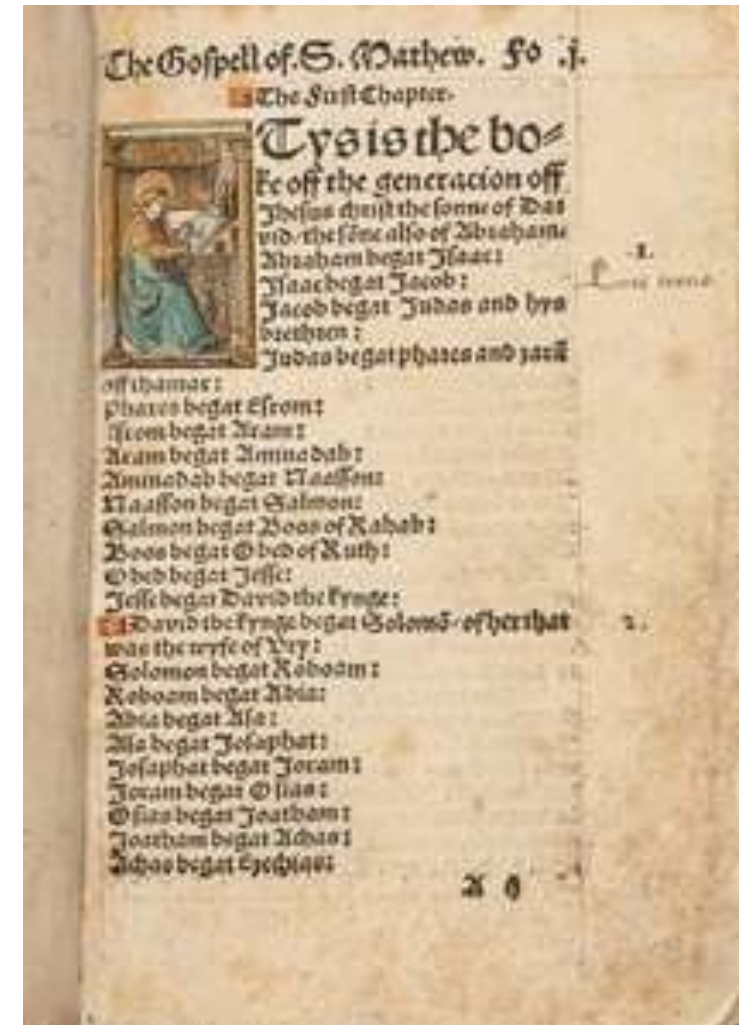 The Gospell of. S. Mathew. Fo .j.
The First Chapter.
Tys is the bo⸗
ke off the generacion off
Jhesus christ the sonne of Da⸗
vid/ the sõne also of Abraham.
Abraham begat Isaac:
Isaac begat Jacob:
Jacob begat Judas and hys
brethren:
Judas begat phares and zarã
off thamar:
phares begat Esrom:
Esrom begat Aram:
Aram begat Aminadab:
Aminadab begat Naasson:
Naasson begat Salmon:
Salmon begat Boos of Rahab:
Boos begat Obed of Ruth:
Obed begat Jesse:
Jesse begat David the kynge:
David the kynge begat Solomõ/ of her that
was the wyfe of Vry:
Solomon begat Roboam:
Roboam begat Abia:
Abia begat Asa:
Asa begat Josaphat:
Josaphat begat Joram:
Joram begat Osias:
Osias begat Joatham:
Joatham begat Achas:
Achas begat Ezechias:
A ij
.1.
2.